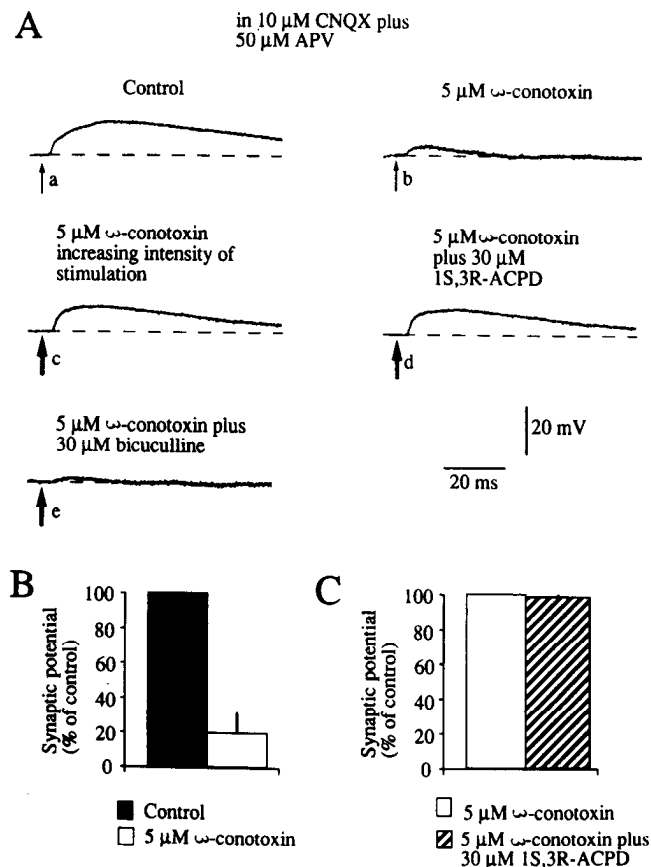 A
in 10 μM CNQX plus
50 μM APV
Control
5 μM ω-conotoxin
a
b
5 μM ω-conotoxin
increasing intensity of
stimulation
5 μM ω-conotoxin
plus 30 μM
1S,3R-ACPD
c
d
5 μM ω-conotoxin plus
30 μM bicuculline
e
20 mV
20 ms
B
Synaptic potential
(% of control)
100
80
60
40
20
0
Control
5 μM ω-conotoxin
C
Synaptic potential
(% of control)
100
80
60
40
20
0
5 μM ω-conotoxin
5 μM ω-conotoxin plus
30 μM 1S,3R-ACPD